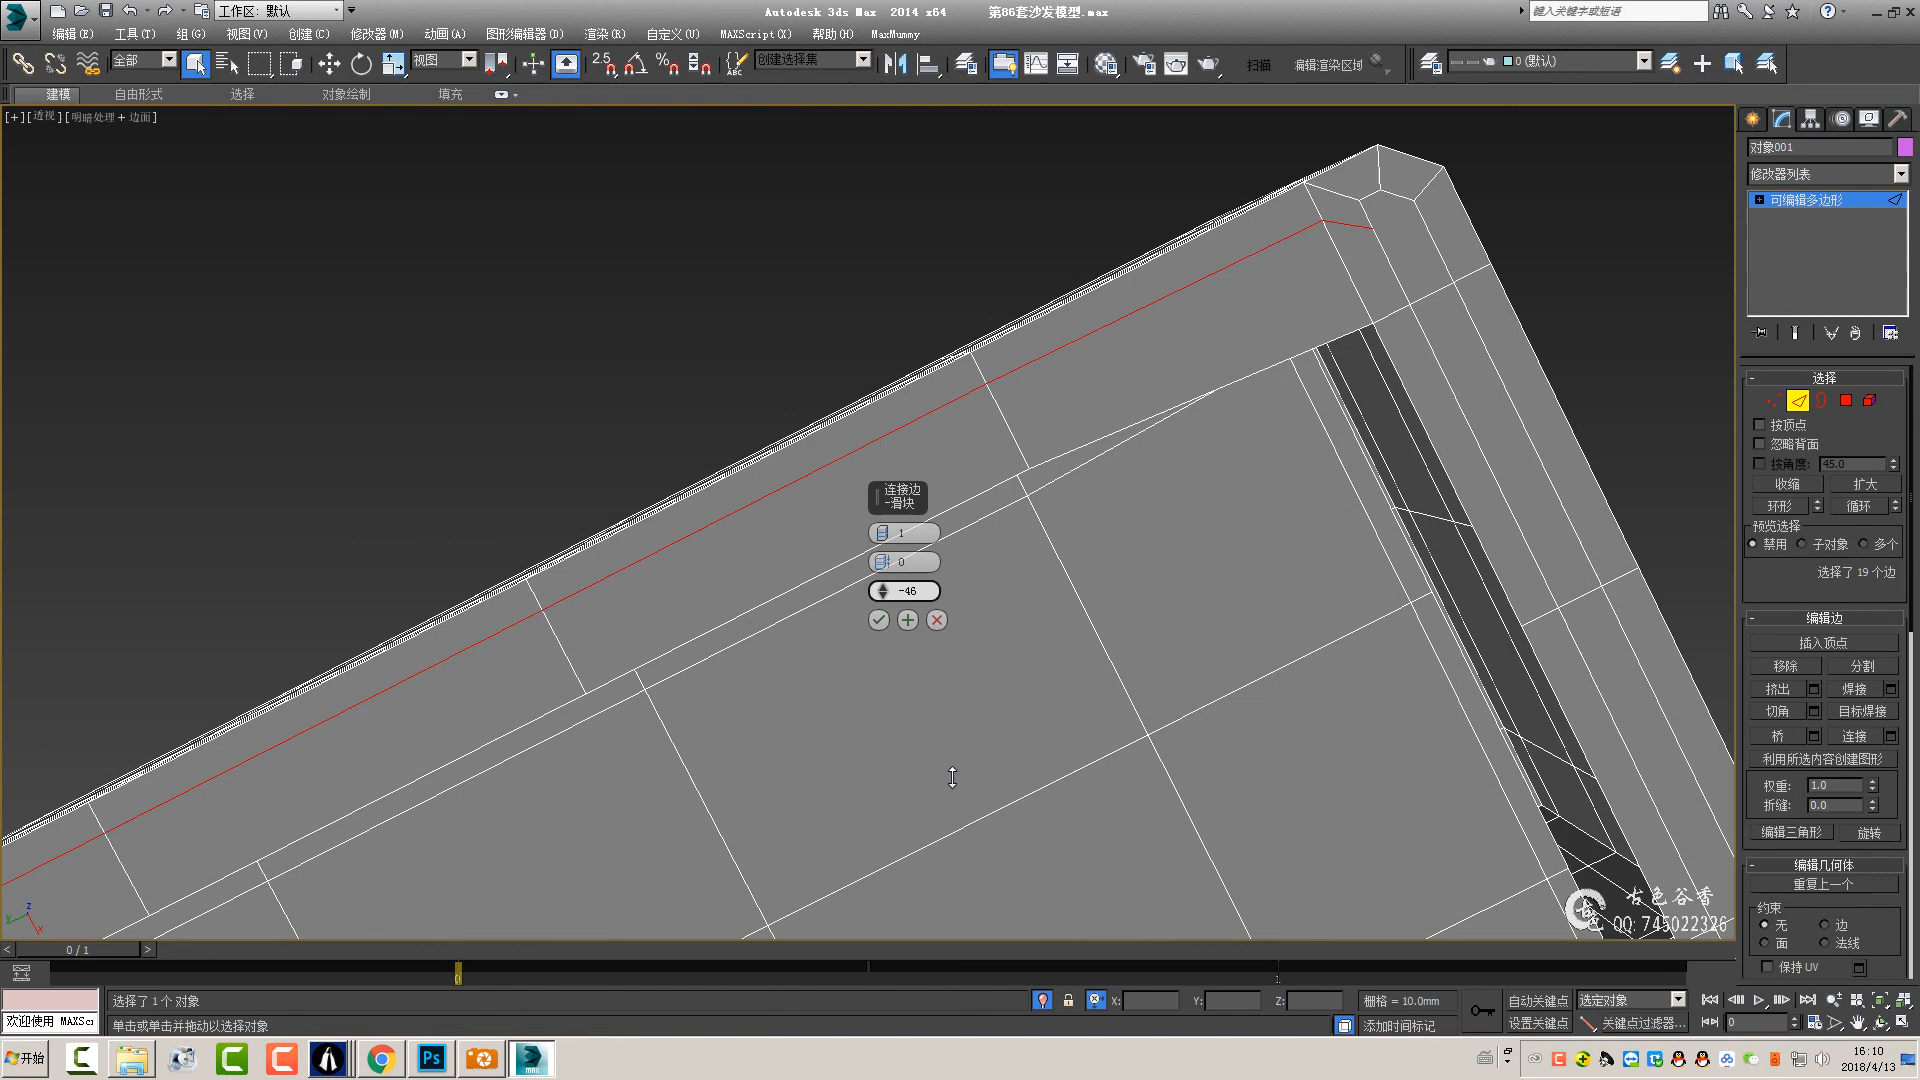 工作区: 默认
Autodesk 3ds Max 2014 x64 第86套沙发模型.max
键入关键字或短语
编辑(E) 工具(T) 组(G) 视图(V) 创建(C) 修改器(M) 动画(A) 图形编辑器(D) 渲染(R) 自定义(U) MAXScript(X) 帮助(H) MaxMummy
全部 视图 2.5 创建选择集 扫描 编辑渲染区域 0 (默认)
建模 自由形式 选择 对象绘制 填充
[+][透视][明暗处理 + 边面]
对象001
修改器列表
可编辑多边形
选择
按顶点
忽略背面
按角度: 45.0
收缩 扩大
环形 循环
预览选择
禁用 子对象 多个
选择了 19 个边
连接边
-滑块
1
0
-46
编辑边
插入顶点
移除 分割
挤出 焊接
切角 目标焊接
桥 连接
利用所选内容创建图形
权重: 1.0
折缝: 0.0
编辑三角形 旋转
编辑几何体
重复上一个
约束
无 边
面 法线
保持 UV
古色谷香
QQ: 745022326
z
y
x
0 / 1
选择了 1 个 对象
X: Y: Z: 栅格 = 10.0mm 自动关键点 选定对象
欢迎使用 MAXScr
单击或单击并拖动以选择对象
添加时间标记 设置关键点 关键点过滤器... 0
开始
Ps
MAX
16:10
2018/4/13